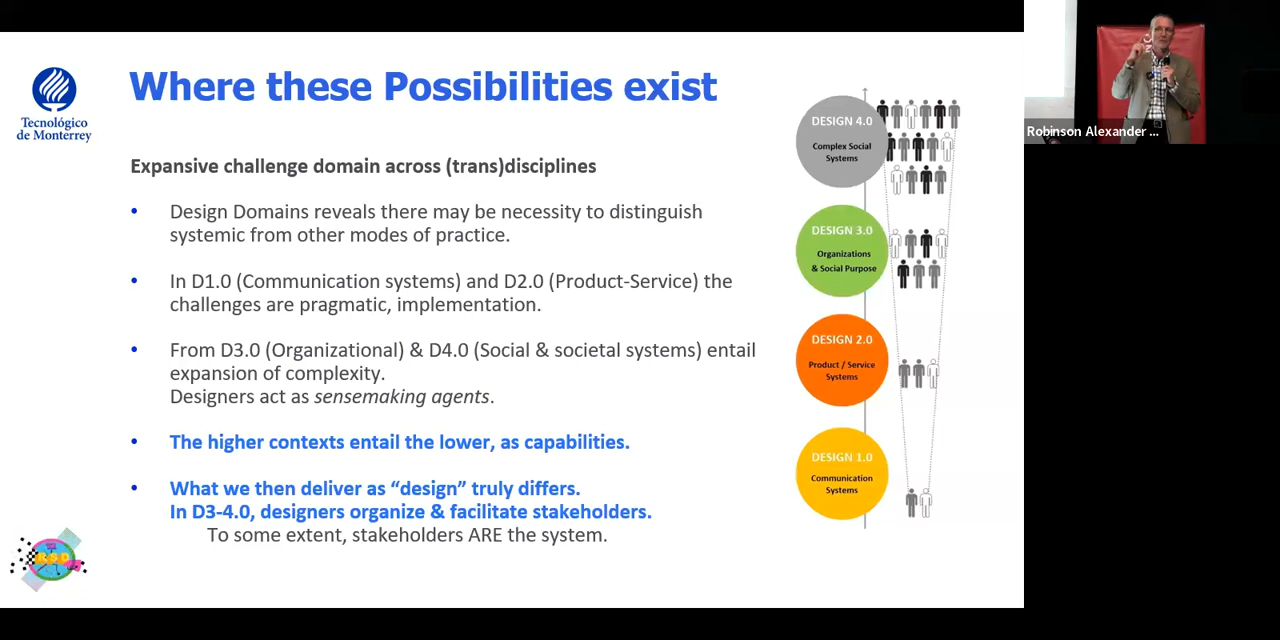 Tecnológico
de Monterrey
Where these Possibilities exist
Expansive challenge domain across (trans)disciplines
• Design Domains reveals there may be necessity to distinguish
systemic from other modes of practice.
• In D1.0 (Communication systems) and D2.0 (Product-Service) the
challenges are pragmatic, implementation.
• From D3.0 (Organizational) & D4.0 (Social & societal systems) entail
expansion of complexity.
Designers act as sensemaking agents.
• The higher contexts entail the lower, as capabilities.
• What we then deliver as “design” truly differs.
In D3-4.0, designers organize & facilitate stakeholders.
To some extent, stakeholders ARE the system.
RSD
DESIGN 4.0
Complex Social
Systems
DESIGN 3.0
Organizations
& Social Purpose
DESIGN 2.0
Product / Service
Systems
DESIGN 1.0
Communication
Systems
Robinson Alexander ...